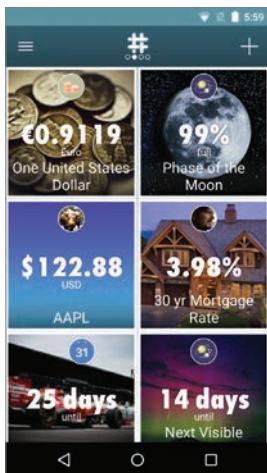 5:59
#
€0.9119
Euro
One United States
Dollar
99%
full
Phase of the
Moon
$122.88
USD
AAPL
3.98%
30 yr Mortgage
Rate
31
25 days
until
14 days
until
Next Visible